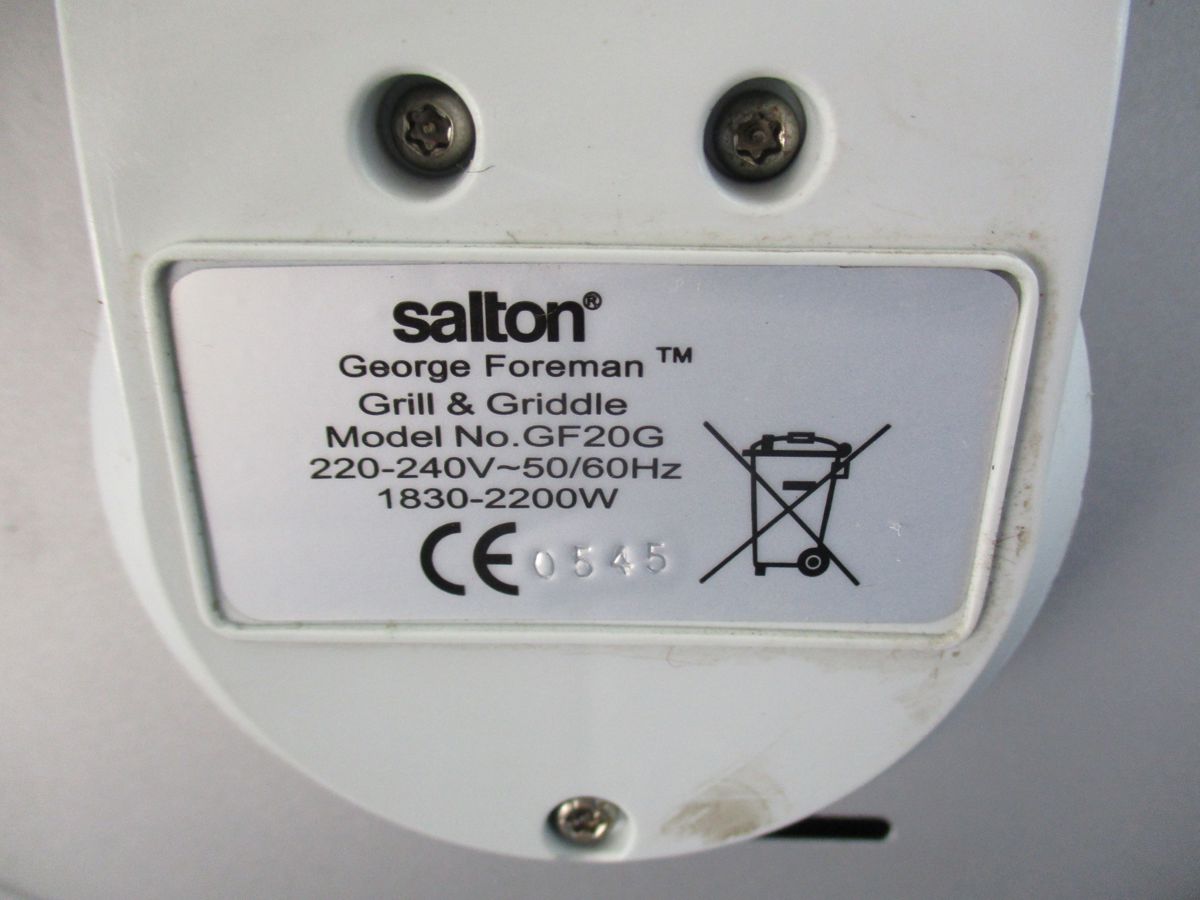 salton®
George Foreman ™
Grill & Griddle
Model No.GF20G
220-240V~50/60Hz
1830-2200W
CE 0545